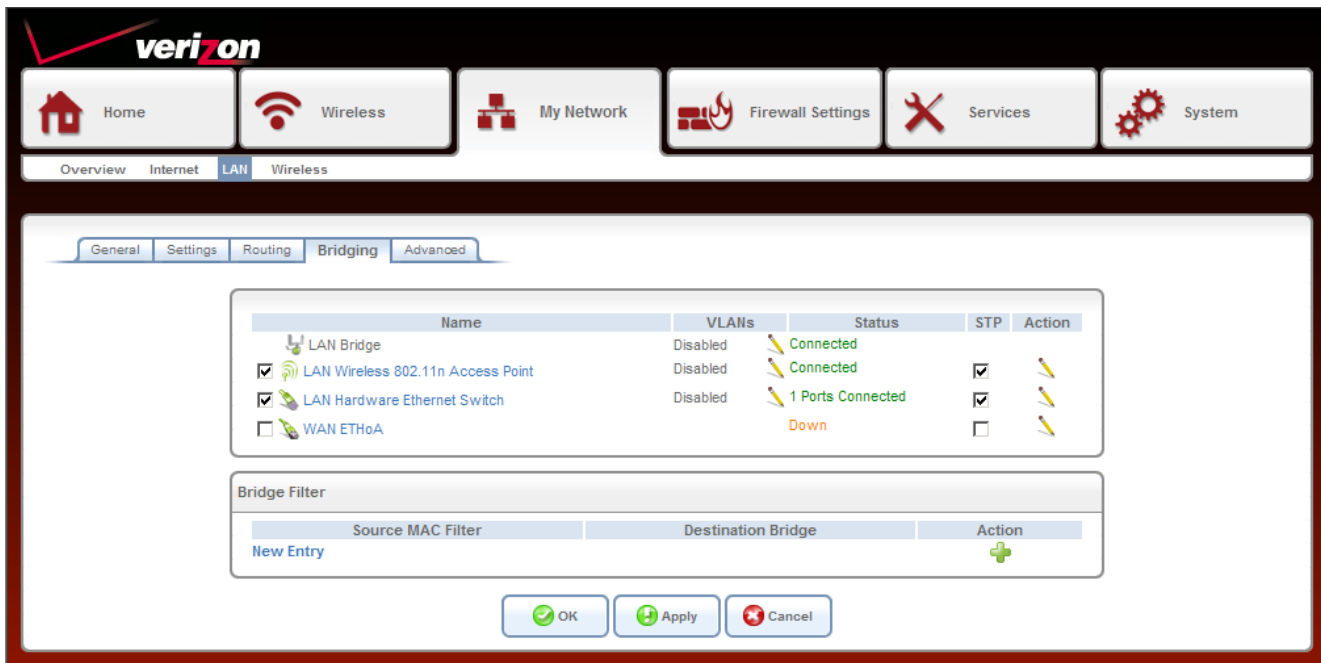 verizon
Home Wireless My Network Firewall Settings Services System
Overview Internet LAN Wireless
General Settings Routing Bridging Advanced
Name VLANs Status STP Action
LAN Bridge Disabled Connected
LAN Wireless 802.11n Access Point Disabled Connected
LAN Hardware Ethernet Switch Disabled 1 Ports Connected
WAN ETHoA Down
Bridge Filter
Source MAC Filter Destination Bridge Action
New Entry
OK Apply Cancel